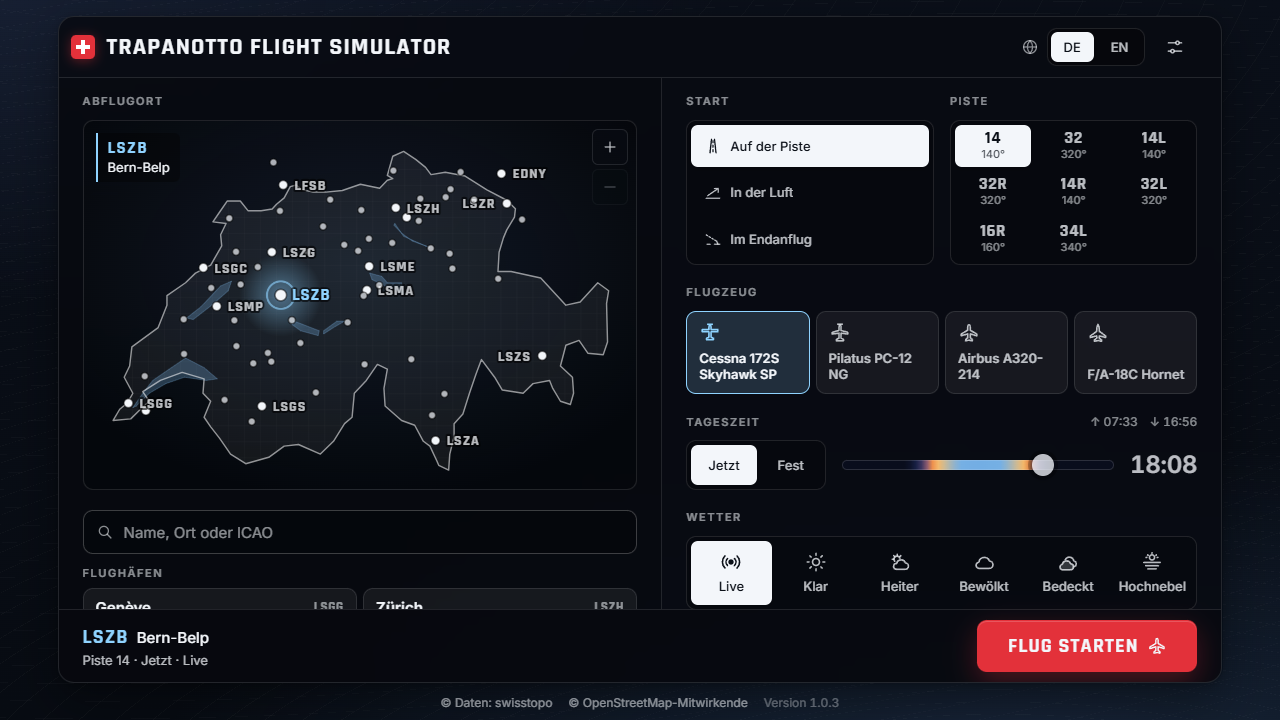 TRAPANOTTO FLIGHT SIMULATOR
DE
EN
ABFLUGORT
LSZB
Bern-Belp
+
−
EDNY
LFSB
LSZH
LSZR
LSZG
LSGC
LSME
LSZB
LSMA
LSMP
LSZS
LSGG
LSGS
LSZA
Name, Ort oder ICAO
FLUGHÄFEN
Genève
LSGG
Zürich
LSZH
START
Auf der Piste
In der Luft
Im Endanflug
PISTE
14
140°
32
320°
14L
140°
32R
320°
14R
140°
32L
320°
16R
160°
34L
340°
FLUGZEUG
Cessna 172S
Skyhawk SP
Pilatus PC-12
NG
Airbus A320-
214
F/A-18C Hornet
TAGESZEIT
↑ 07:33 ↓ 16:56
Jetzt
Fest
18:08
WETTER
Live
Klar
Heiter
Bewölkt
Bedeckt
Hochnebel
LSZB Bern-Belp
Piste 14 · Jetzt · Live
FLUG STARTEN
© Daten: swisstopo © OpenStreetMap-Mitwirkende Version 1.0.3